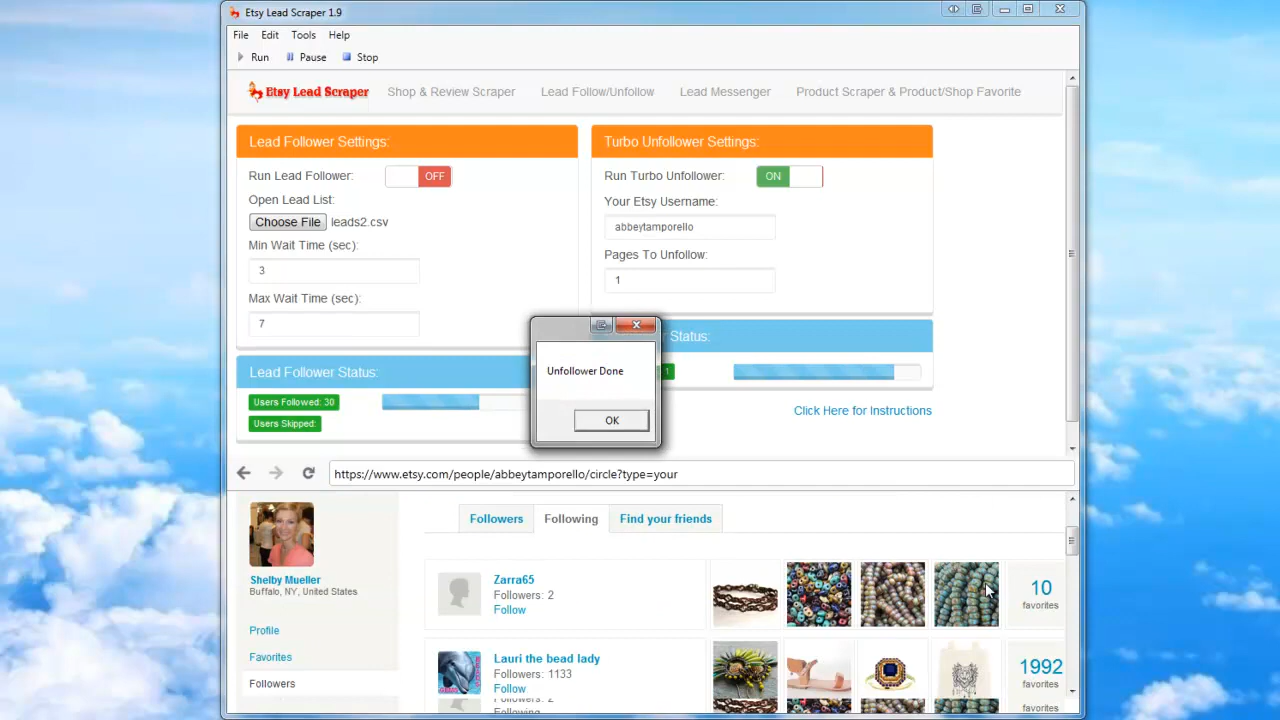 Etsy Lead Scraper 1.9
File Edit Tools Help
Run Pause Stop
Etsy Lead Scraper Shop & Review Scraper Lead Follow/Unfollow Lead Messenger Product Scraper & Product/Shop Favorite
Lead Follower Settings:
Run Lead Follower: OFF
Open Lead List:
Choose File leads2.csv
Min Wait Time (sec):
3
Max Wait Time (sec):
7
Turbo Unfollower Settings:
Run Turbo Unfollower: ON
Your Etsy Username:
abbeytamporello
Pages To Unfollow:
1
Lead Follower Status:
Users Followed: 30
Users Skipped:
Status:
1
Click Here for Instructions
Unfollower Done
OK
https://www.etsy.com/people/abbeytamporello/circle?type=your
Shelby Mueller
Buffalo, NY, United States
Profile
Favorites
Followers
Followers Following Find your friends
Zarra65
Followers: 2
Follow
10
favorites
Lauri the bead lady
Followers: 1133
Follow
1992
favorites
Followers: 2
Following
favorites